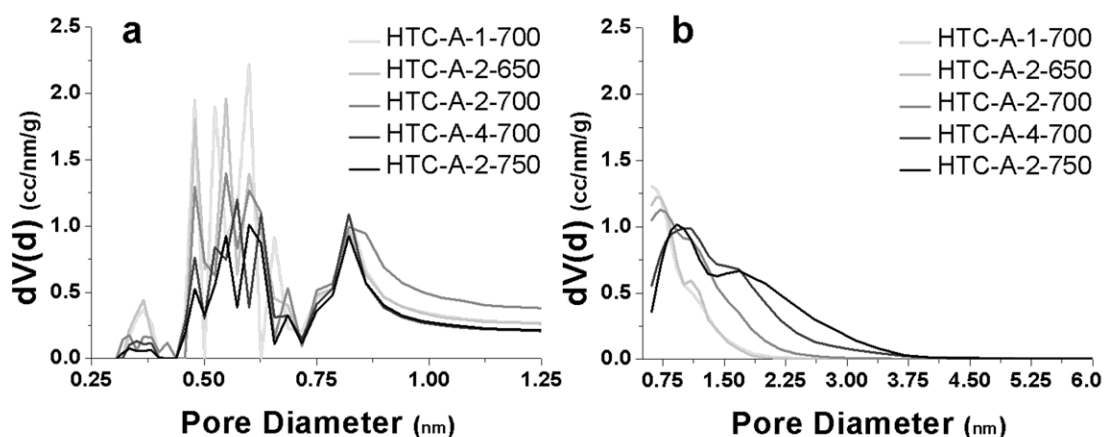 a
HTC-A-1-700
HTC-A-2-650
HTC-A-2-700
HTC-A-4-700
HTC-A-2-750
2.5
2.0
1.5
1.0
0.5
0.0
dV(d) (cc/nm/g)
0.25 0.50 0.75 1.00 1.25
Pore Diameter (nm)
b
HTC-A-1-700
HTC-A-2-650
HTC-A-2-700
HTC-A-4-700
HTC-A-2-750
2.5
2.0
1.5
1.0
0.5
0.0
dV(d) (cc/nm/g)
0.75 1.50 2.25 3.00 3.75 4.50 5.25 6.0
Pore Diameter (nm)